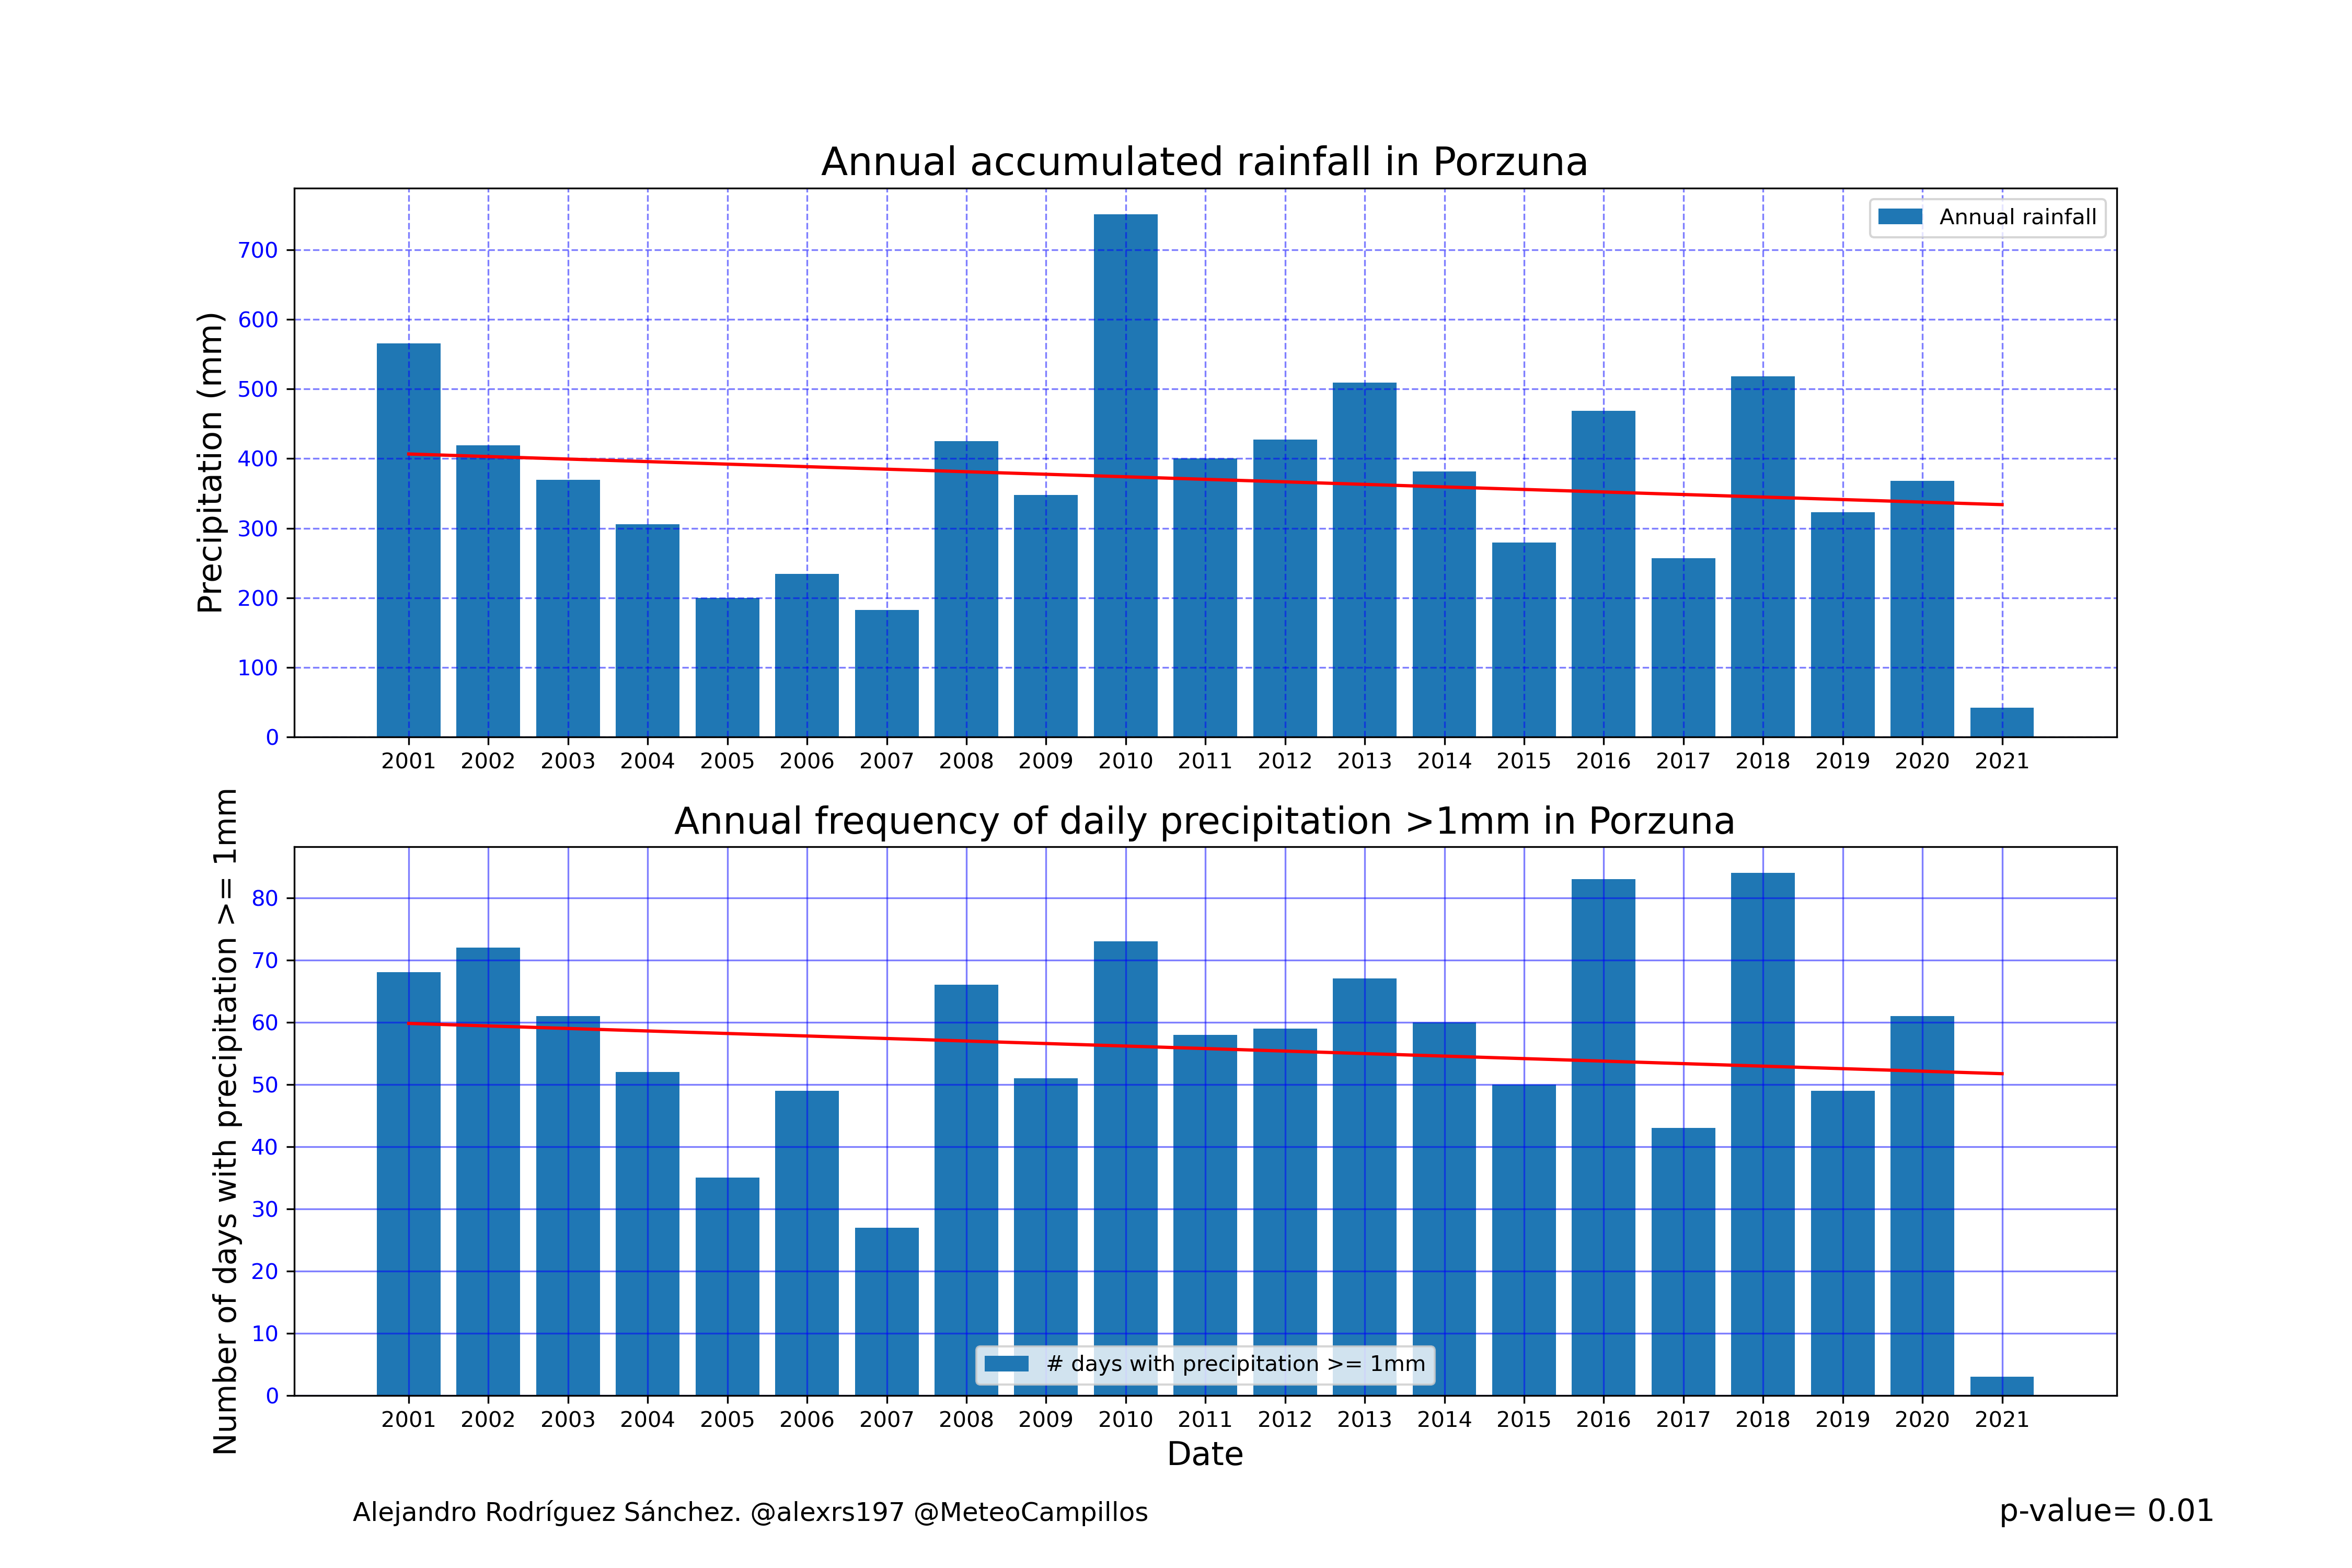 Annual accumulated rainfall in Porzuna
Annual rainfall
Precipitation (mm)
700
600
500
400
300
200
100
0
2001 2002 2003 2004 2005 2006 2007 2008 2009 2010 2011 2012 2013 2014 2015 2016 2017 2018 2019 2020 2021
Annual frequency of daily precipitation >1mm in Porzuna
Number of days with precipitation >= 1mm
80
70
60
50
40
30
20
10
0
# days with precipitation >= 1mm
2001 2002 2003 2004 2005 2006 2007 2008 2009 2010 2011 2012 2013 2014 2015 2016 2017 2018 2019 2020 2021
Date
Alejandro Rodríguez Sánchez. @alexrs197 @MeteoCampillos
p-value= 0.01